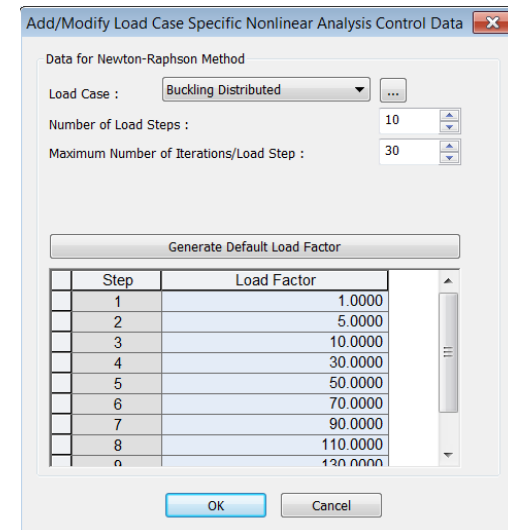 Add/Modify Load Case Specific Nonlinear Analysis Control Data
Data for Newton-Raphson Method
Load Case : Buckling Distributed ...
Number of Load Steps : 10
Maximum Number of Iterations/Load Step : 30
Generate Default Load Factor
Step Load Factor
1 1.0000
2 5.0000
3 10.0000
4 30.0000
5 50.0000
6 70.0000
7 90.0000
8 110.0000
9 130.0000
OK Cancel